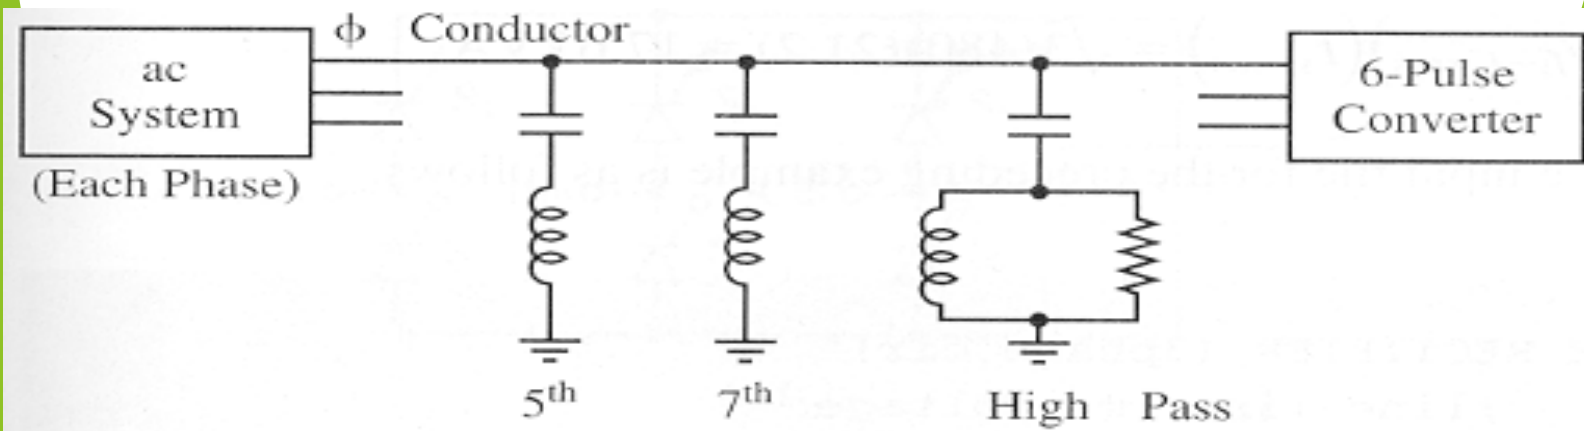 ϕ Conductor
ac
System
(Each Phase)
6-Pulse
Converter
5th
7th
High Pass